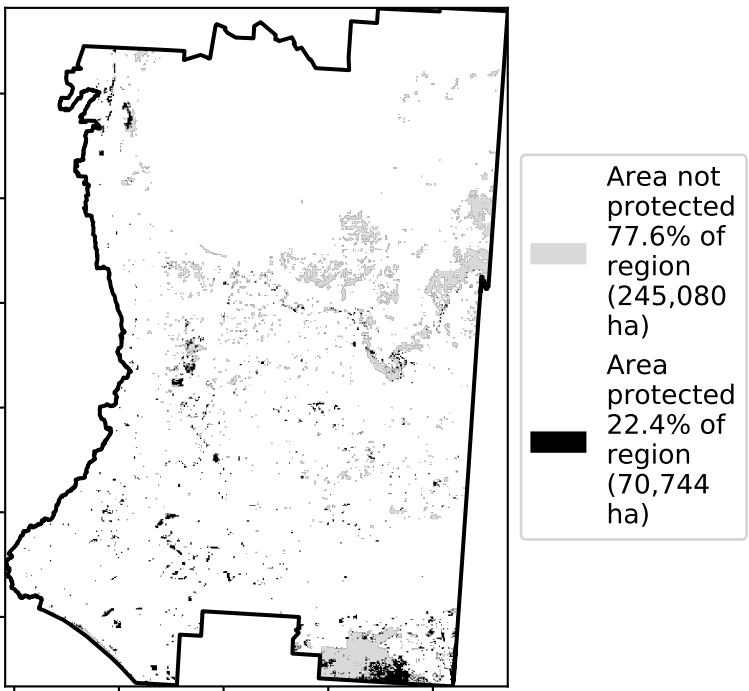 Area not
protected
77.6% of
region
(245,080
ha)
Area
protected
22.4% of
region
(70,744
ha)